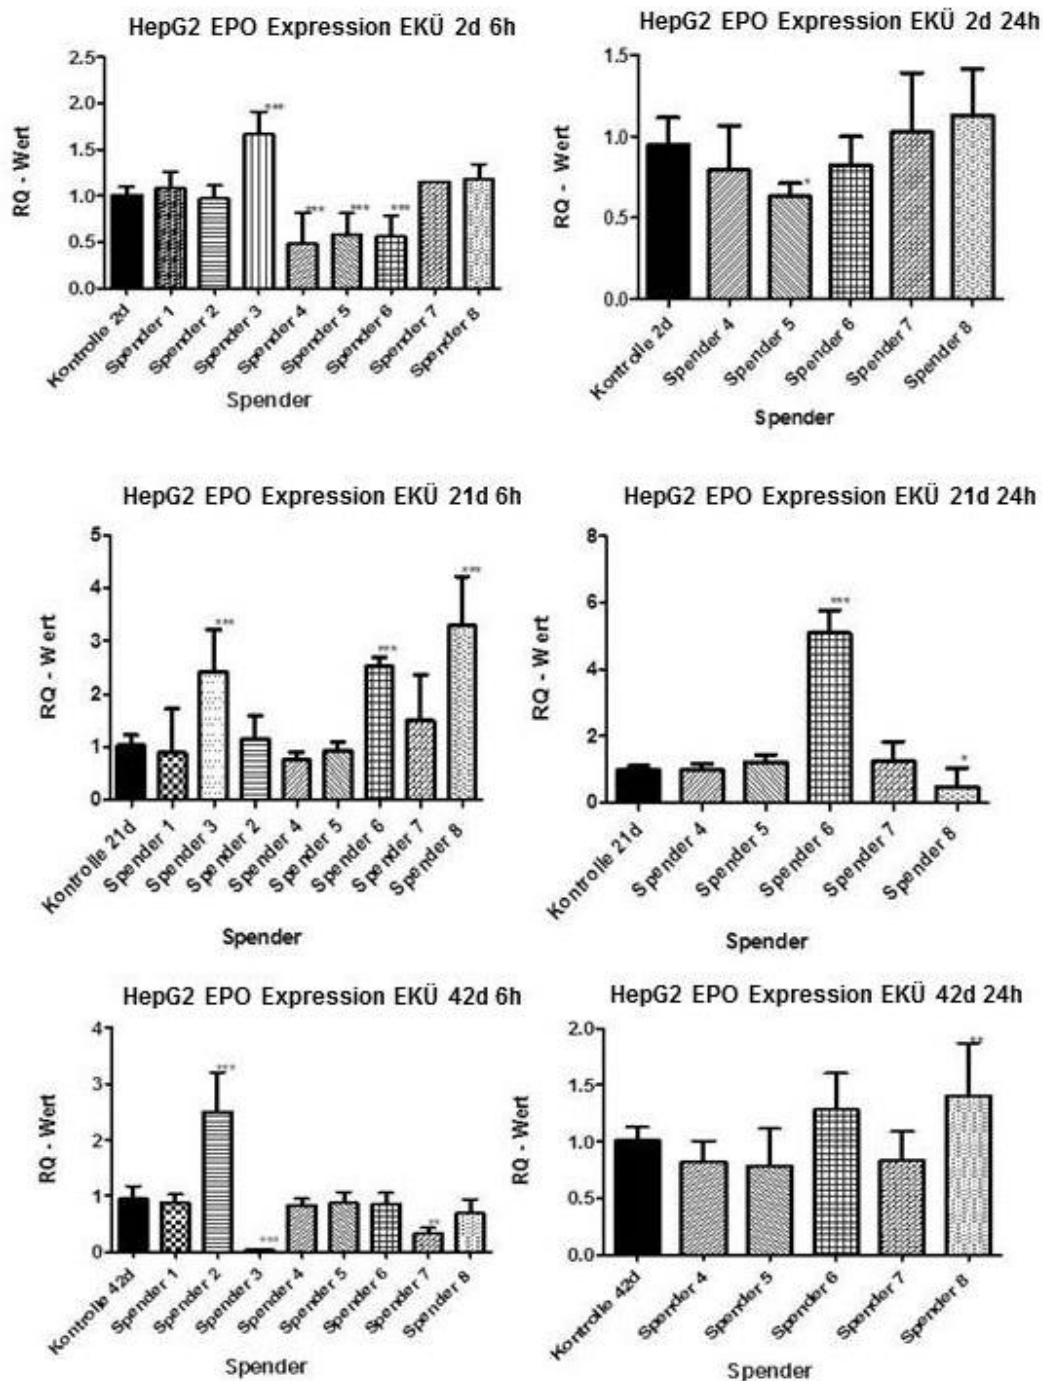 HepG2 EPO Expression EKÜ 2d 6h
2.5
2.0
1.5
1.0
0.5
0.0
RQ - Wert
***
***
***
***
Kontrolle 2d
Spender 1
Spender 2
Spender 3
Spender 4
Spender 5
Spender 6
Spender 7
Spender 8
Spender
HepG2 EPO Expression EKÜ 2d 24h
1.5
1.0
0.5
0.0
RQ - Wert
*
Kontrolle 2d
Spender 4
Spender 5
Spender 6
Spender 7
Spender 8
Spender
HepG2 EPO Expression EKÜ 21d 6h
5
4
3
2
1
0
RQ - Wert
***
***
***
Kontrolle 21d
Spender 1
Spender 3
Spender 2
Spender 4
Spender 5
Spender 6
Spender 7
Spender 8
Spender
HepG2 EPO Expression EKÜ 21d 24h
8
6
4
2
0
RQ - Wert
***
*
Kontrolle 21d
Spender 4
Spender 5
Spender 6
Spender 7
Spender 8
Spender
HepG2 EPO Expression EKÜ 42d 6h
4
3
2
1
0
RQ - Wert
***
***
**
Kontrolle 42d
Spender 1
Spender 2
Spender 3
Spender 4
Spender 5
Spender 6
Spender 7
Spender 8
Spender
HepG2 EPO Expression EKÜ 42d 24h
2.0
1.5
1.0
0.5
0.0
RQ - Wert
**
Kontrolle 42d
Spender 4
Spender 5
Spender 6
Spender 7
Spender 8
Spender